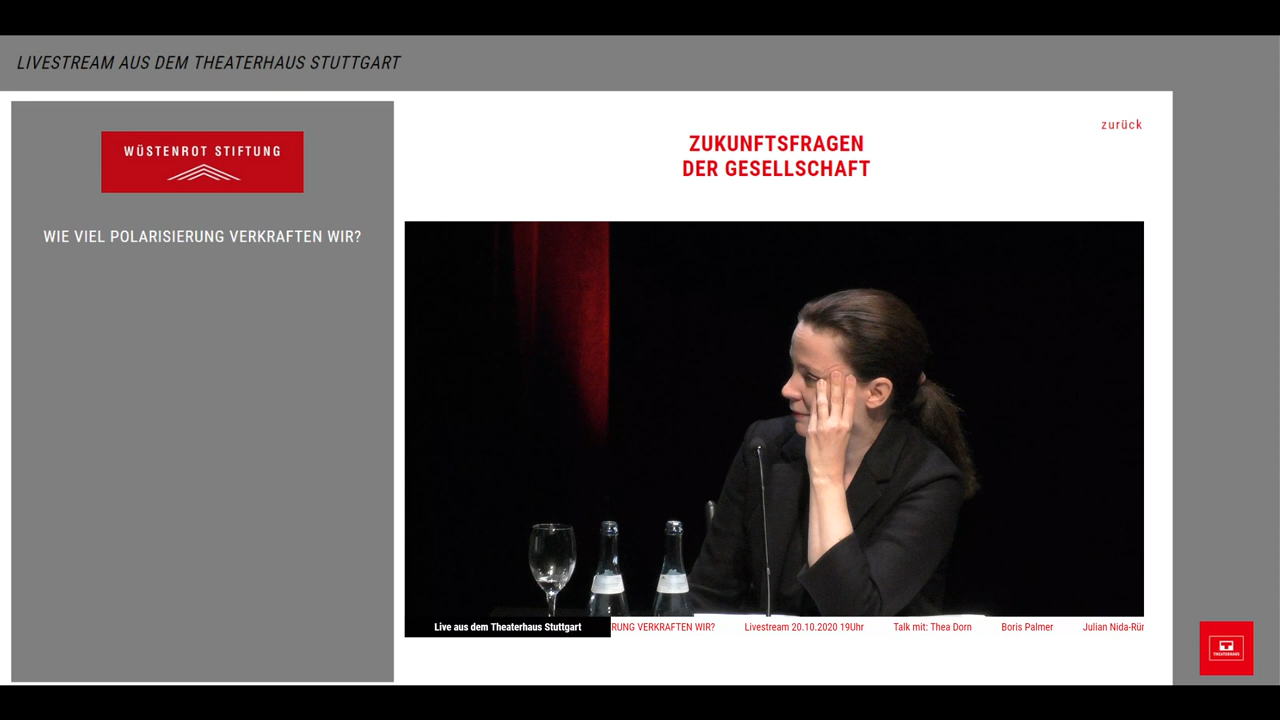 LIVESTREAM AUS DEM THEATERHAUS STUTTGART
WÜSTENROT STIFTUNG
WIE VIEL POLARISIERUNG VERKRAFTEN WIR?
zurück
ZUKUNFTSFRAGEN
DER GESELLSCHAFT
Live aus dem Theaterhaus Stuttgart
RUNG VERKRAFTEN WIR? Livestream 20.10.2020 19Uhr Talk mit: Thea Dorn Boris Palmer Julian Nida-Rür
THEATERHAUS